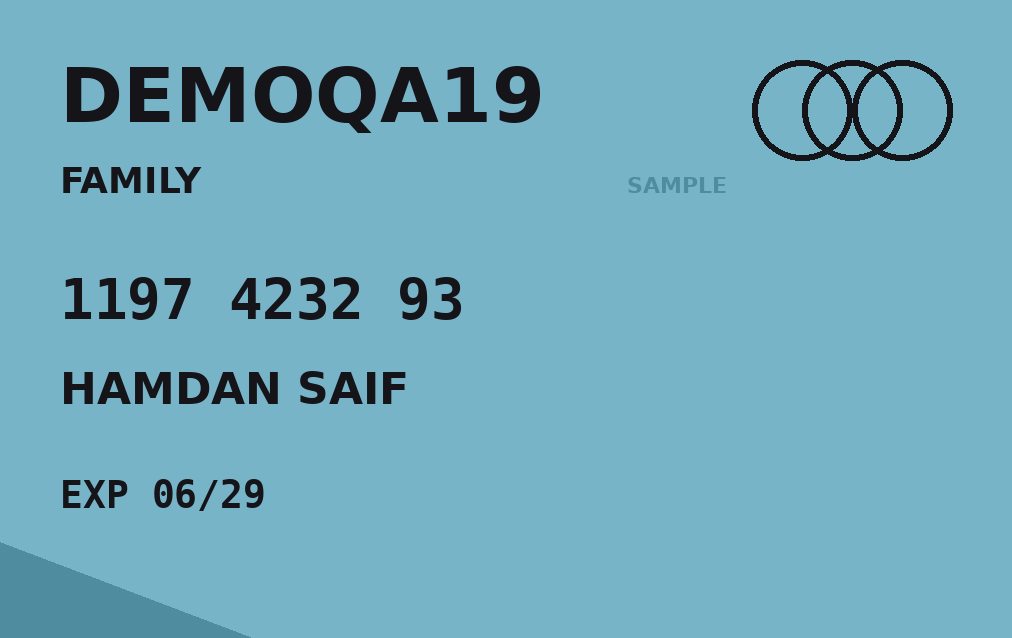 DEMOQA19
FAMILY
SAMPLE
1197 4232 93
HAMDAN SAIF
EXP 06/29